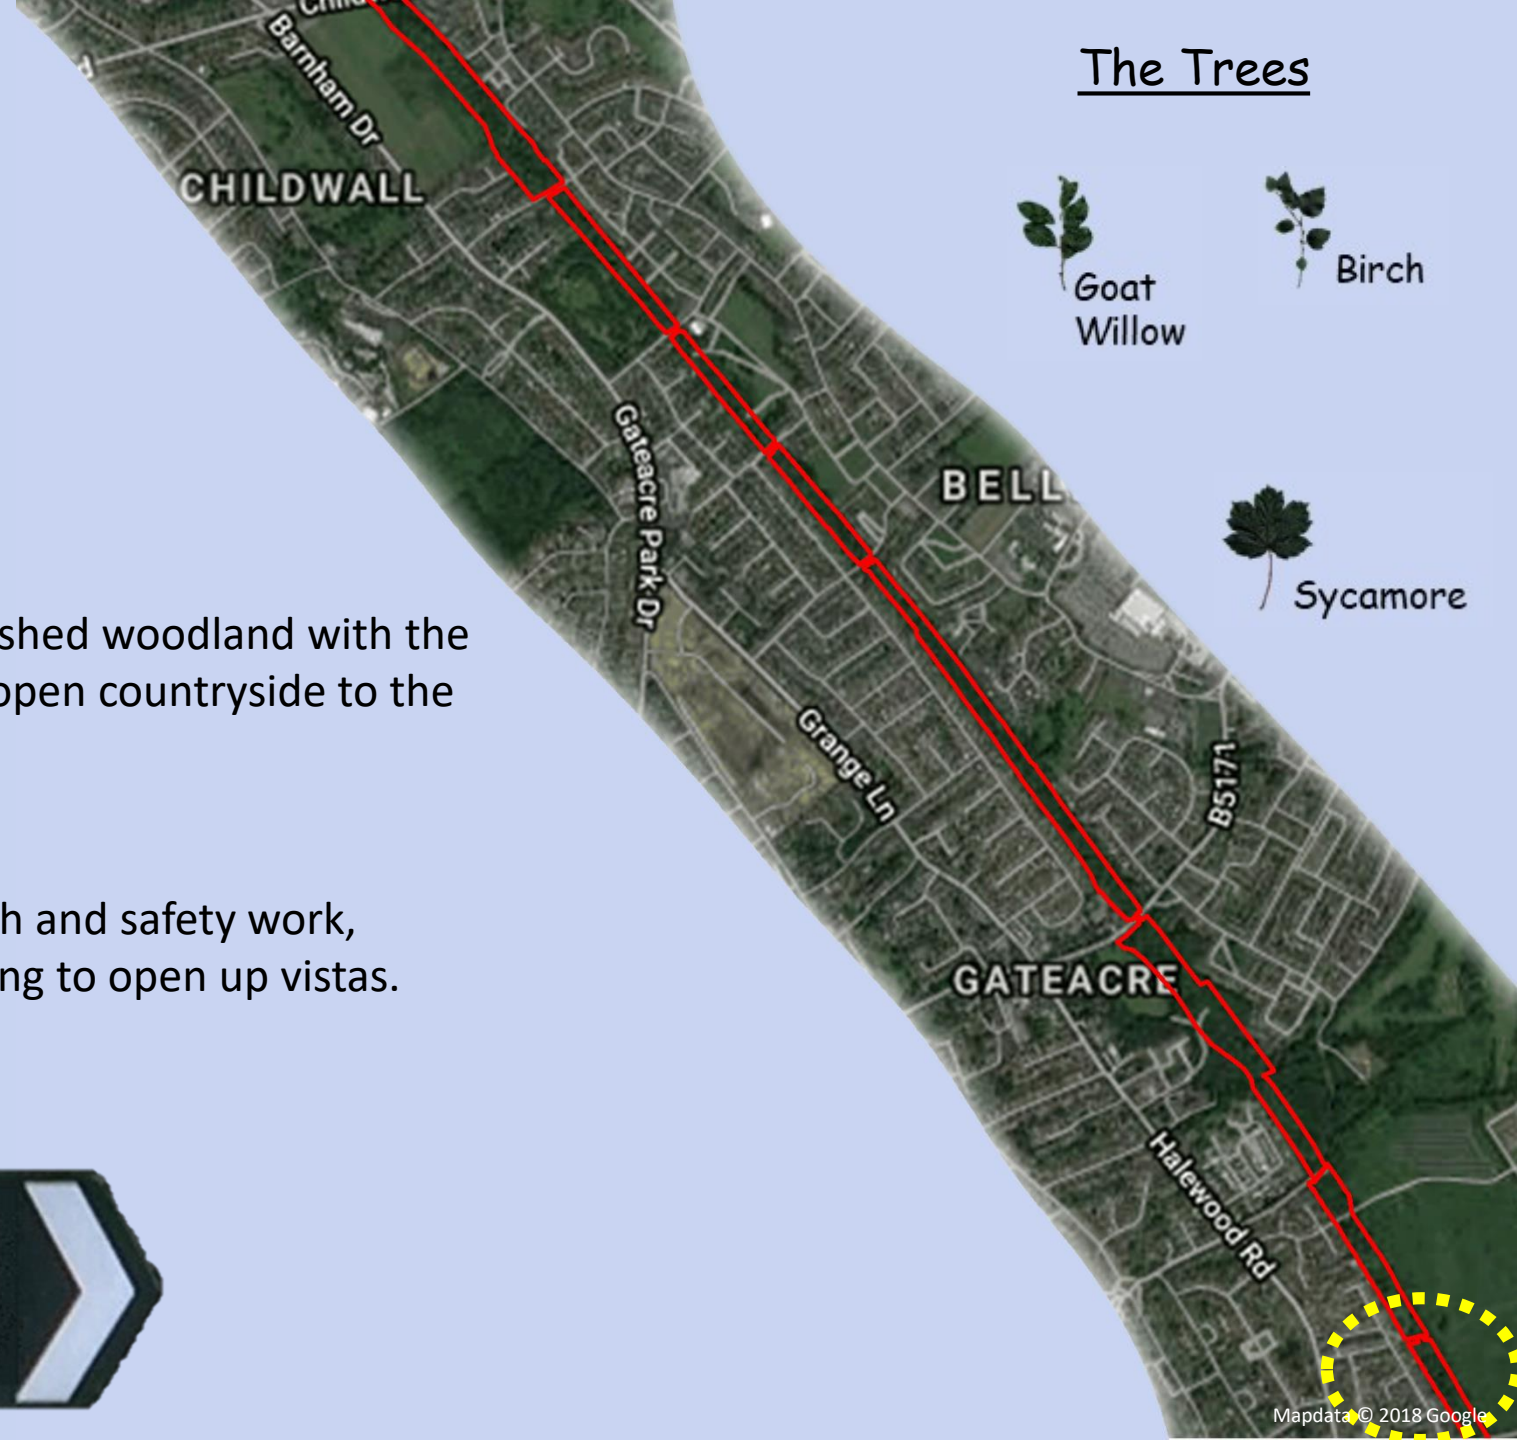 The Trees
Barnham Dr
CHILDWALL
Goat
Willow
Birch
Gateacre Park Dr
BELL
Sycamore
shed woodland with the
open countryside to the
Grange Ln
B5171
h and safety work,
ng to open up vistas.
GATEACRE
Halewood Rd
Mapdata © 2018 Google